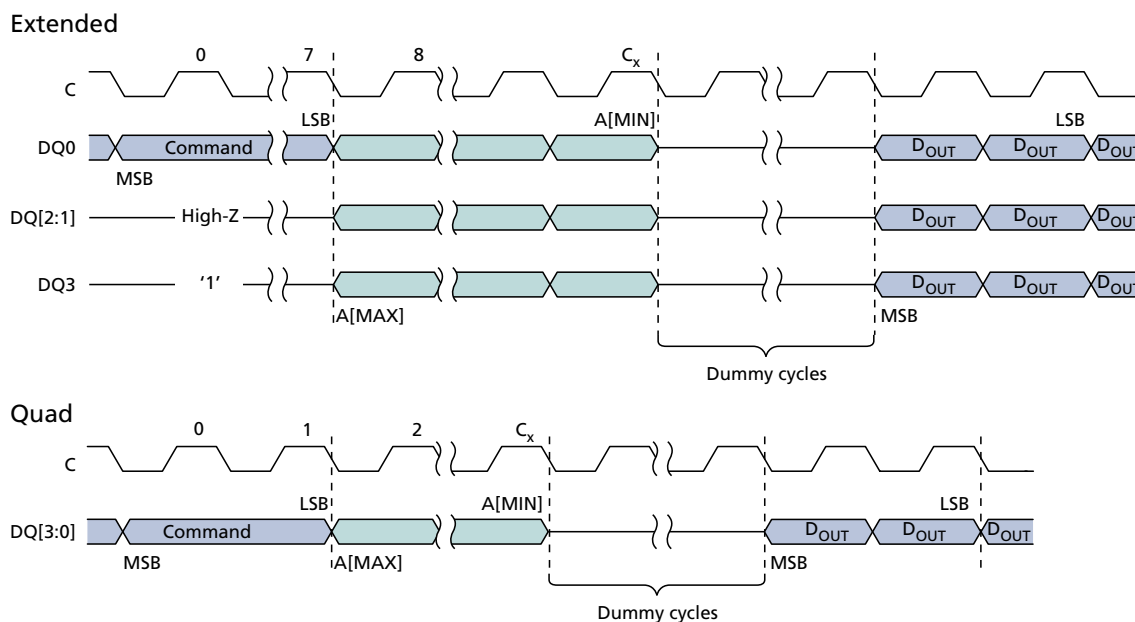 Extended
0 7 8 Cx
C
LSB A[MIN] LSB
DQ0 Command DOUT DOUT DOUT
MSB
DQ[2:1] High-Z DOUT DOUT DOUT
DQ3 '1' DOUT DOUT DOUT
A[MAX] MSB
Dummy cycles
Quad
0 1 2 Cx
C
LSB A[MIN] LSB
DQ[3:0] Command DOUT DOUT DOUT
MSB A[MAX] MSB
Dummy cycles